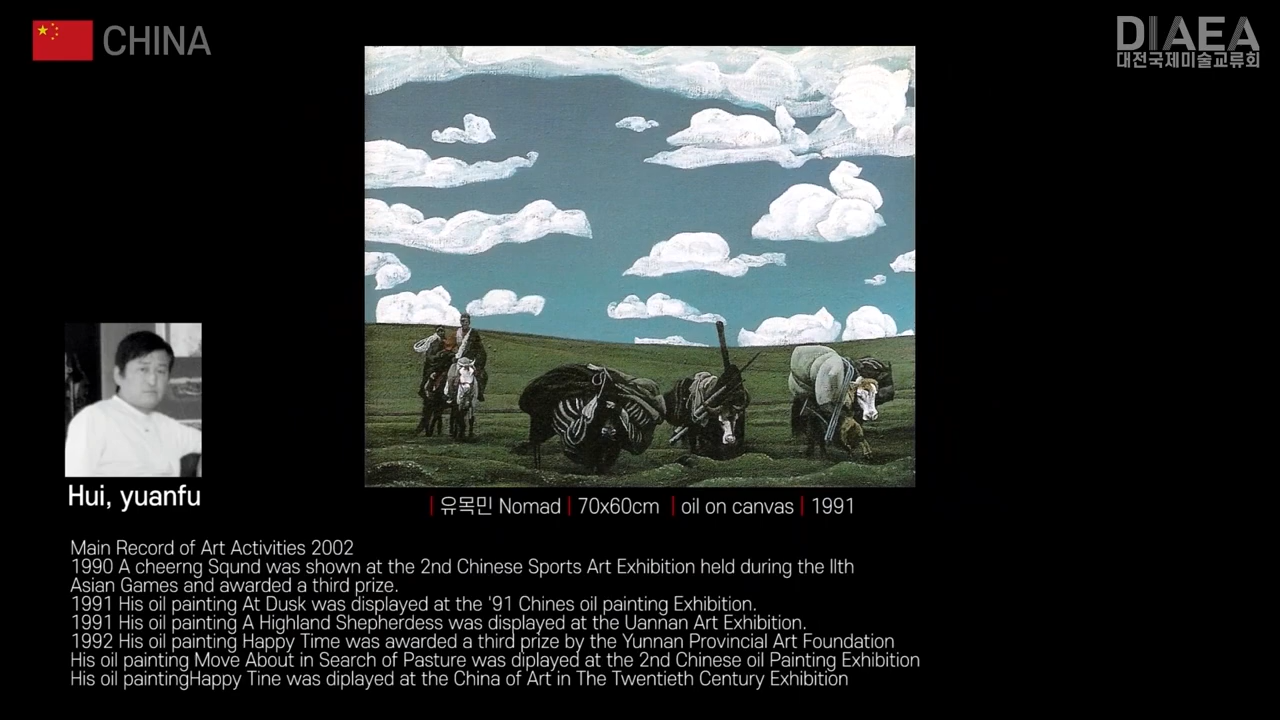 CHINA
DIAEA
대전국제미술교류회
Hui, yuanfu
| 유목민 Nomad | 70x60cm | oil on canvas | 1991
Main Record of Art Activities 2002
1990 A cheerng Sqund was shown at the 2nd Chinese Sports Art Exhibition held during the llth
Asian Games and awarded a third prize.
1991 His oil painting At Dusk was displayed at the '91 Chines oil painting Exhibition.
1991 His oil painting A Highland Shepherdess was displayed at the Uannan Art Exhibition.
1992 His oil painting Happy Time was awarded a third prize by the Yunnan Provincial Art Foundation
His oil painting Move About in Search of Pasture was diplayed at the 2nd Chinese oil Painting Exhibition
His oil paintingHappy Tine was diplayed at the China of Art in The Twentieth Century Exhibition